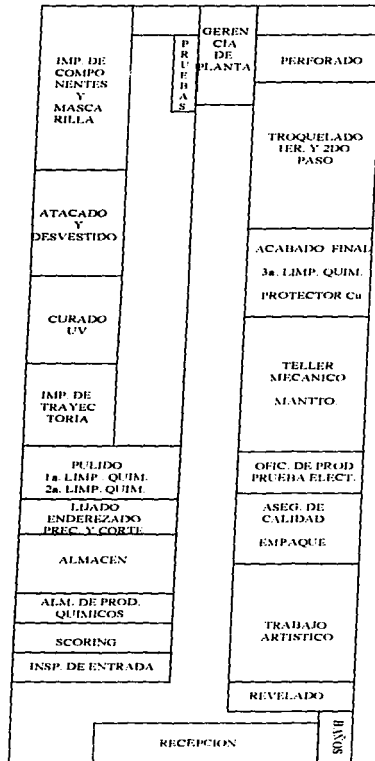 IMP. DE
COMPO
NENTES
Y
MASCA
RILLA
ATACADO
Y
DESVESTIDO
CURADO
UV
IMP. DE
TRAYEC
TORIA
PULIDO
1a. LIMP. QUIM.
2a. LIMP. QUIM.
LIJADO
ENDEREZADO
PREC. Y CORTE
ALMACEN
ALM. DE PROD.
QUIMICOS
SCORING
INSP. DE ENTRADA
PRUEBAS
GEREN
CIA
DE
PLANTA
PERFORADO
TROQUELADO
1ER. Y 2DO
PASO
ACABADO FINAL
3a. LIMP. QUIM.
PROTECTOR Cu
TELLER
MECANICO
MANTTO.
OFIC. DE PROD
PRUEBA ELECT.
ASEG. DE
CALIDAD
EMPAQUE
TRABAJO
ARTISTICO
REVELADO
RECEPCION
BAÑOS